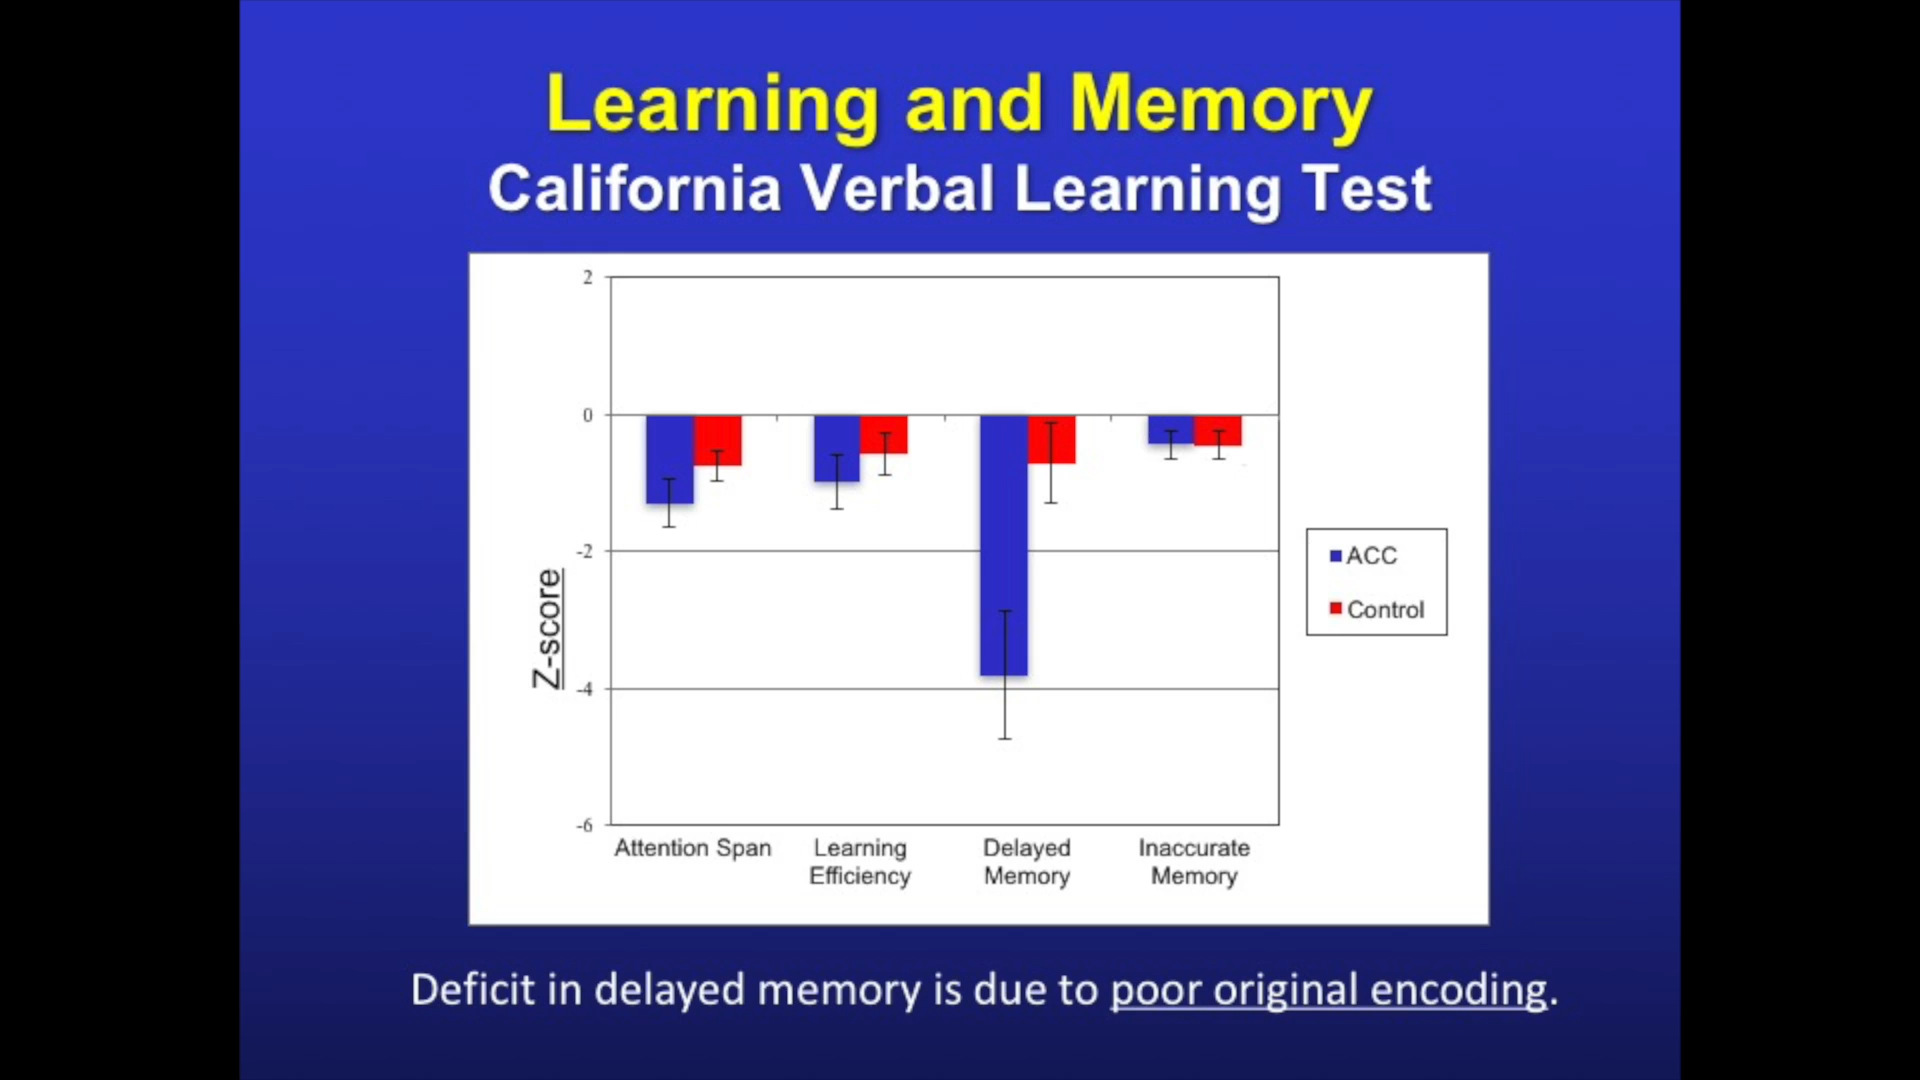 Learning and Memory
California Verbal Learning Test
2
0
-2
-4
-6
Z-score
Attention Span
Learning
Efficiency
Delayed
Memory
Inaccurate
Memory
ACC
Control
Deficit in delayed memory is due to poor original encoding.